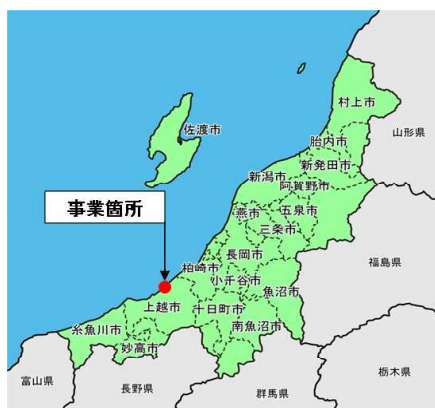 村上市
山形県
佐渡市
胎内市
新発田市
新潟市
阿賀野市
事業箇所
燕市
五泉市
三条市
長岡市
福島県
柏崎市
小千谷市
魚沼市
上越市
十日町市
糸魚川市
南魚沼市
妙高市
栃木県
富山県
長野県
群馬県